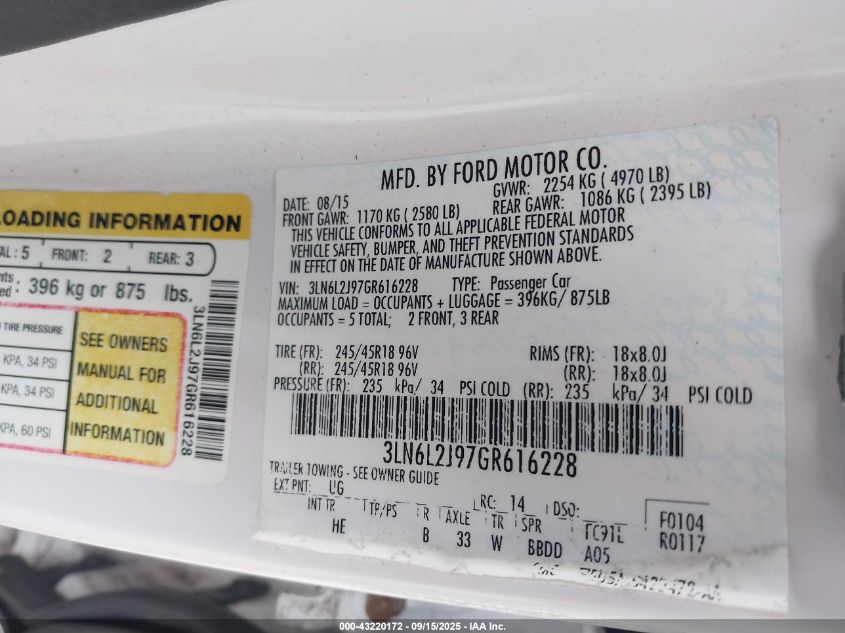 LOADING INFORMATION
TAL: 5 FRONT: 2 REAR: 3
396 kg or 875 lbs.
TIRE PRESSURE
KPA, 34 PSI
KPA, 34 PSI
KPA, 60 PSI
SEE OWNERS
MANUAL FOR
ADDITIONAL
INFORMATION
3LN6L2J97GR616228
MFD. BY FORD MOTOR CO.
DATE: 08/15 GVWR: 2254 KG ( 4970 LB)
FRONT GAWR: 1170 KG ( 2580 LB) REAR GAWR: 1086 KG ( 2395 LB)
THIS VEHICLE CONFORMS TO ALL APPLICABLE FEDERAL MOTOR
VEHICLE SAFETY, BUMPER, AND THEFT PREVENTION STANDARDS
IN EFFECT ON THE DATE OF MANUFACTURE SHOWN ABOVE.
VIN: 3LN6L2J97GR616228 TYPE: Passenger Car
MAXIMUM LOAD = OCCUPANTS + LUGGAGE = 396KG/ 875LB
OCCUPANTS = 5 TOTAL; 2 FRONT, 3 REAR
TIRE (FR): 245/45R18 96V RIMS (FR): 18x8.0J
(RR): 245/45R18 96V (RR): 18x8.0J
PRESSURE (FR): 235 kPa/ 34 PSI COLD (RR): 235 kPa/ 34 PSI COLD
3LN6L2J97GR616228
TRAILER TOWING - SEE OWNER GUIDE
EXT PNT: UG RC: 14 DSO: F0104
INT TR TP/PS R AXLE TR SPR R0117
HE B 33 W BBDD A05
000-43220172 - 09/15/2025 - IAA Inc.